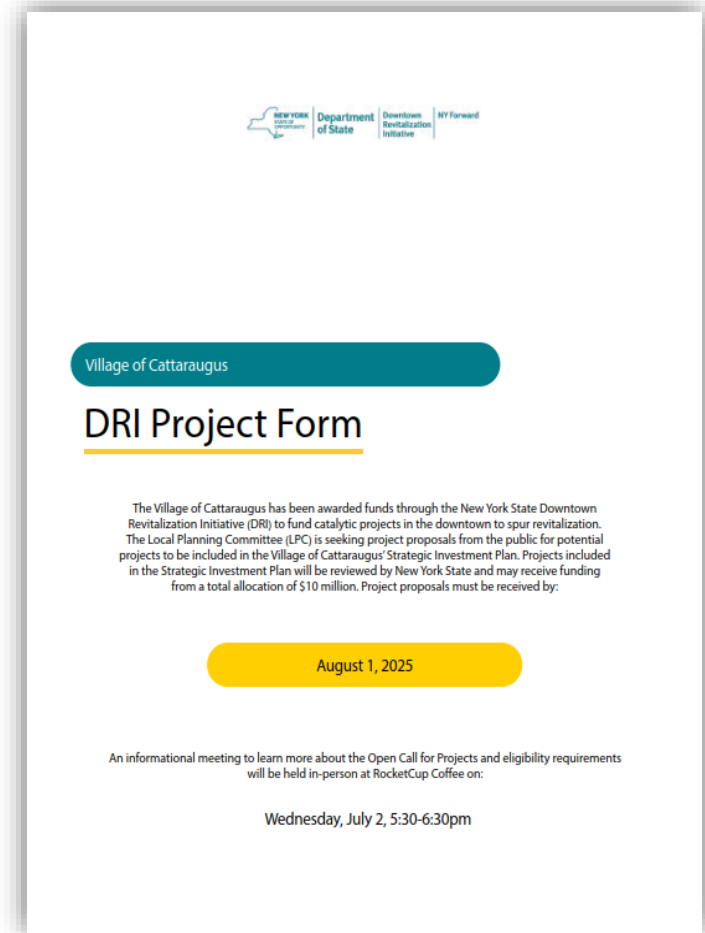 NEW YORK
STATE OF
OPPORTUNITY
Department
of State
Downtown
Revitalization
Initiative
NY Forward
Village of Cattaraugus
DRI Project Form
The Village of Cattaraugus has been awarded funds through the New York State Downtown
Revitalization Initiative (DRI) to fund catalytic projects in the downtown to spur revitalization.
The Local Planning Committee (LPC) is seeking project proposals from the public for potential
projects to be included in the Village of Cattaraugus' Strategic Investment Plan. Projects included
in the Strategic Investment Plan will be reviewed by New York State and may receive funding
from a total allocation of $10 million. Project proposals must be received by:
August 1, 2025
An informational meeting to learn more about the Open Call for Projects and eligibility requirements
will be held in-person at RocketCup Coffee on:
Wednesday, July 2, 5:30-6:30pm